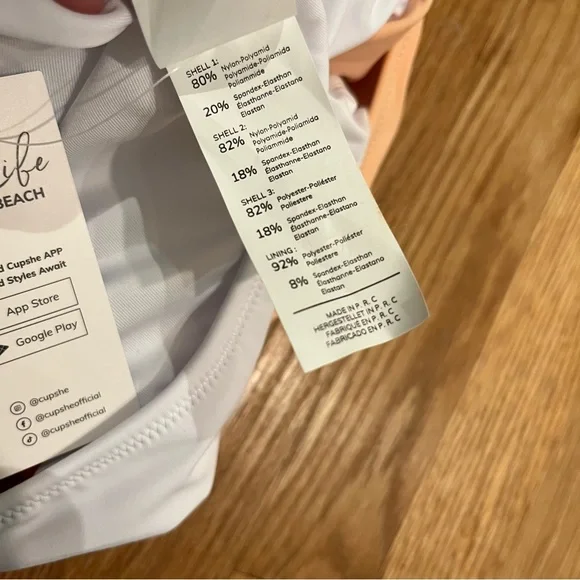 SHELL 1:
80% Nylon-Polyamid
Polyamide-Poliamida
Poliammide
20% Spandex-Elasthan
Élasthanne-Elastano
Elastan
SHELL 2:
82% Nylon-Polyamid
Polyamide-Poliamida
Poliammide
18% Spandex-Elasthan
Élasthanne-Elastano
Elastan
SHELL 3:
82% Polyester-Poliéster
Poliestere
18% Spandex-Elasthan
Élasthanne-Elastano
Elastan
LINING:
92% Polyester-Poliéster
Poliestere
8% Spandex-Elasthan
Élasthanne-Elastano
Elastan
MADE IN P. R. C
HERGESTELLET IN P. R. C
FABRIQUÉ EN P. R. C
FABRICADO EN P. R. C
ife
BEACH
d Cupshe APP
d Styles Await
App Store
Google Play
@cupshe
@cupsheofficial
@cupsheofficial